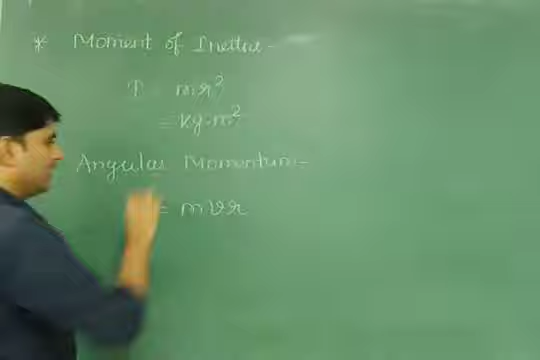 * Moment of Inertia -
I = mr²
= kg-m²
Angular Momentum -
= mvr